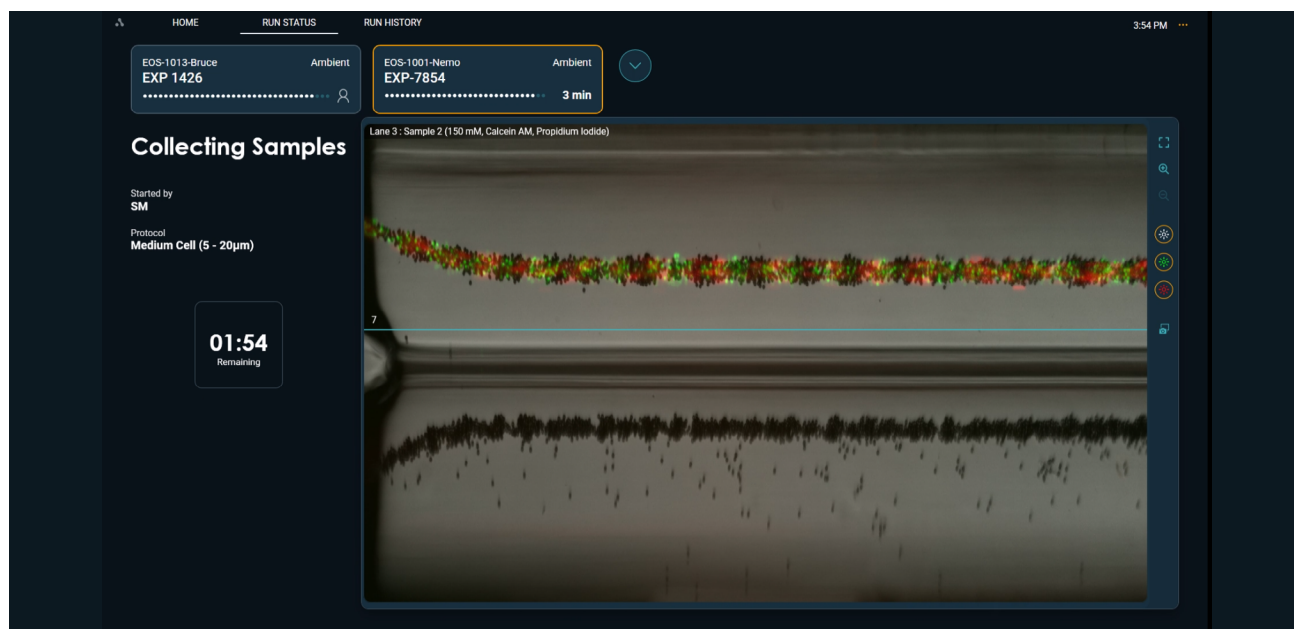 HOME RUN STATUS RUN HISTORY 3:54 PM
EOS-1013-Bruce Ambient
EXP 1426
EOS-1001-Nemo Ambient
EXP-7854
3 min
Collecting Samples
Started by
SM
Protocol
Medium Cell (5 - 20μm)
01:54
Remaining
Lane 3 : Sample 2 (150 mM, Calcein AM, Propidium Iodide)
7